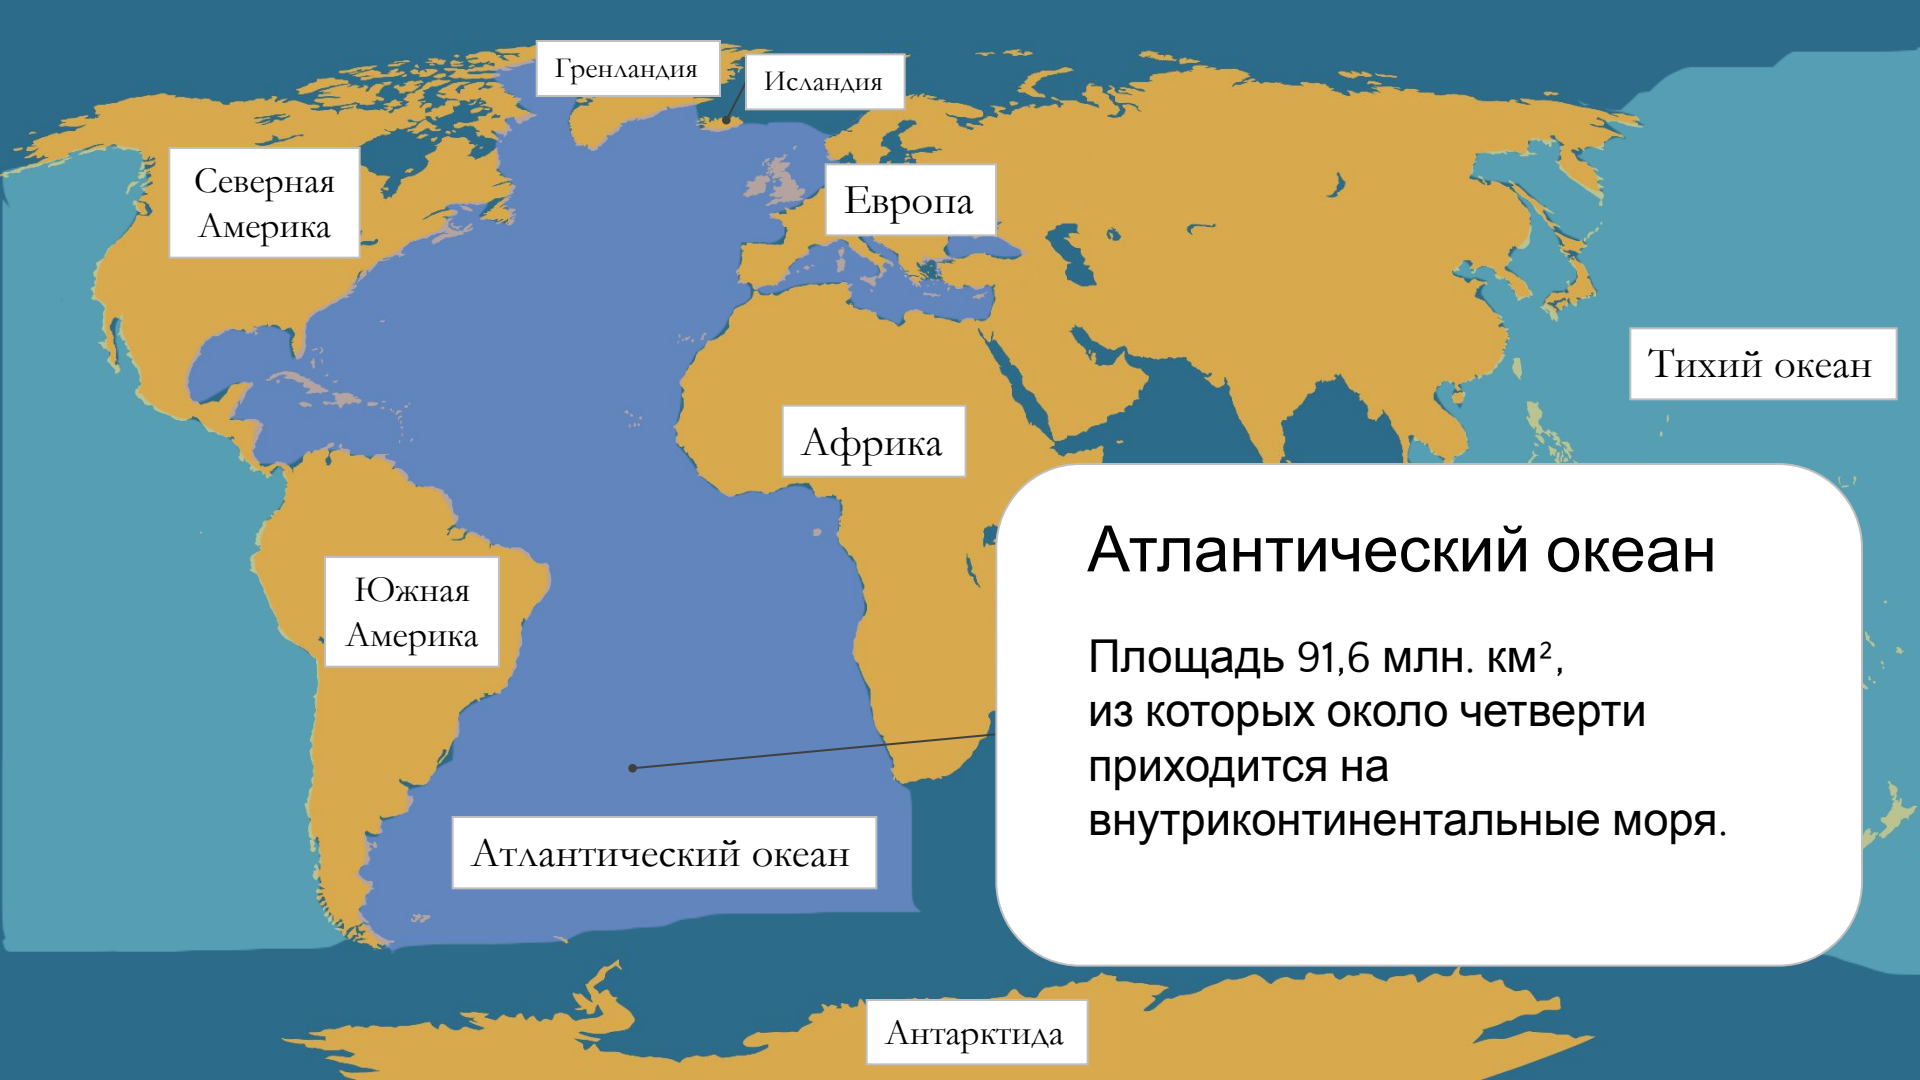 Гренландия
Исландия
Северная
Америка
Европа
Тихий океан
Африка
Южная
Америка
Атлантический океан
Площадь 91,6 млн. км²,
из которых около четверти
приходится на
внутриконтинентальные моря.
Атлантический океан
Антарктида